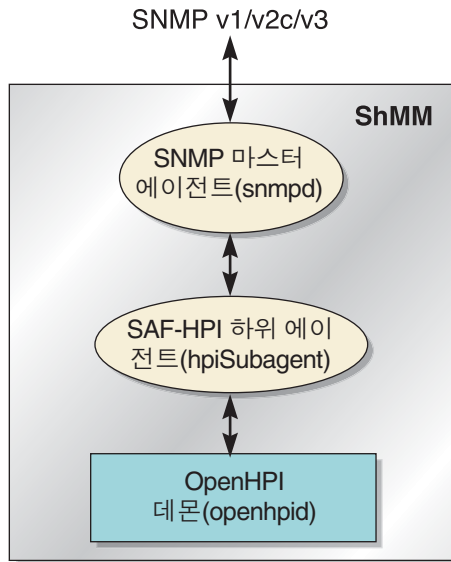 SNMP v1/v2c/v3
ShMM
SNMP 마스터
에이전트(snmpd)
SAF-HPI 하위 에이
전트(hpiSubagent)
OpenHPI
데몬(openhpid)